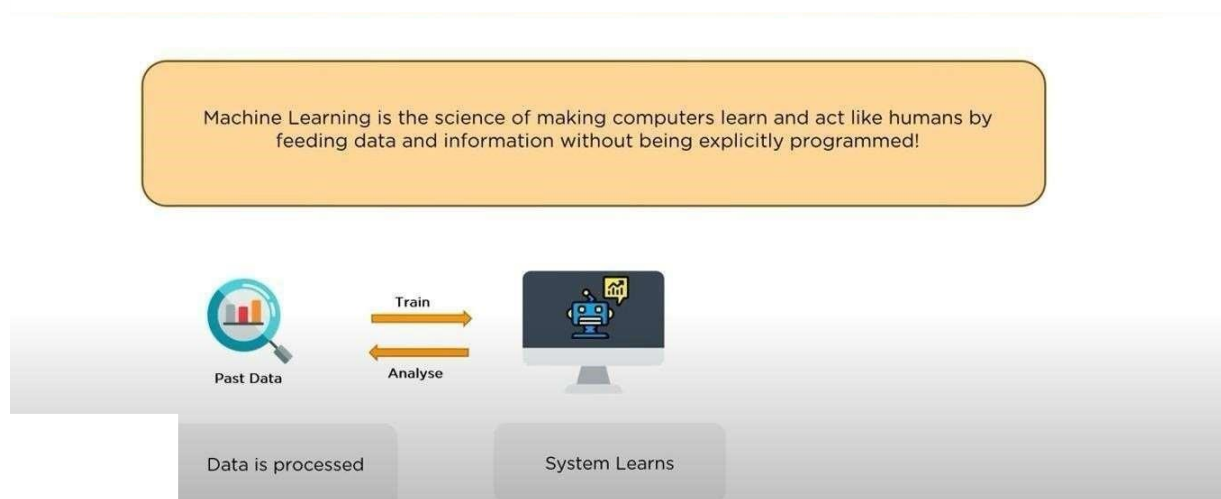 Machine Learning is the science of making computers learn and act like humans by
feeding data and information without being explicitly programmed!
Train
Analyse
Past Data
Data is processed
System Learns